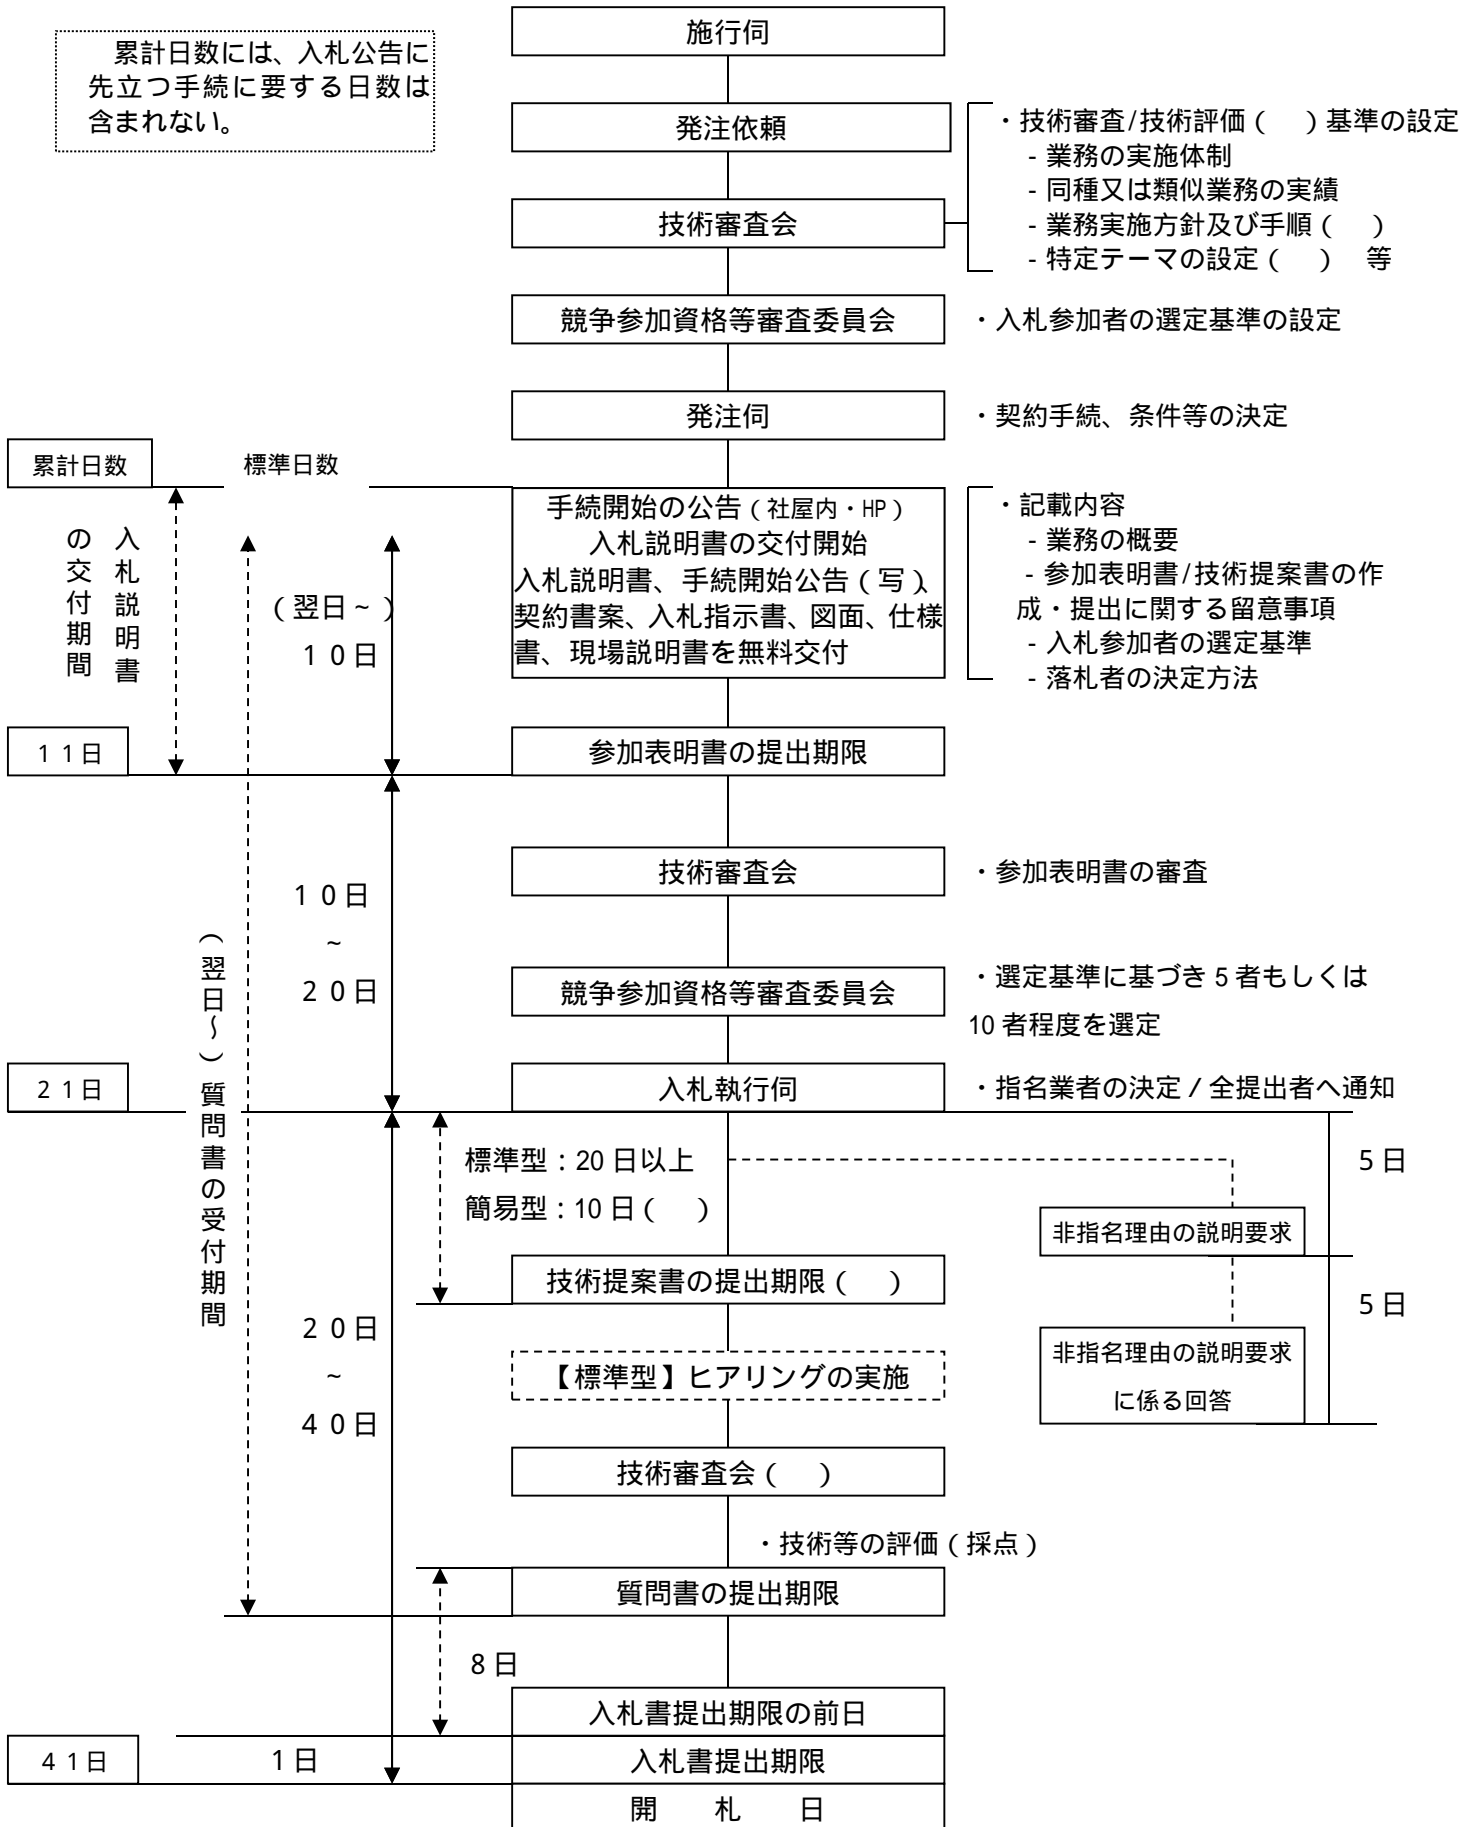 施行伺
累計日数には、入札公告に
先立つ手続に要する日数は
含まれない。
発注依頼
・技術審査/技術評価(　)基準の設定
- 業務の実施体制
- 同種又は類似業務の実績
- 業務実施方針及び手順(　)
- 特定テーマの設定(　)　等
技術審査会
競争参加資格等審査委員会
・入札参加者の選定基準の設定
発注伺
・契約手続、条件等の決定
累計日数
標準日数
手続開始の公告(社屋内・HP)
入札説明書の交付開始
入札説明書、手続開始公告(写)、
契約書案、入札指示書、図面、仕様
書、現場説明書を無料交付
・記載内容
- 業務の概要
- 参加表明書/技術提案書の作
成・提出に関する留意事項
- 入札参加者の選定基準
- 落札者の決定方法
入札説明書
の交付期間
(翌日~)
10日
11日
参加表明書の提出期限
技術審査会
・参加表明書の審査
10日
~
20日
競争参加資格等審査委員会
・選定基準に基づき5者もしくは
10者程度を選定
(翌日~)質問書の受付期間
21日
入札執行伺
・指名業者の決定/全提出者へ通知
標準型:20日以上
簡易型:10日(　)
5日
非指名理由の説明要求
技術提案書の提出期限(　)
5日
20日
~
40日
【標準型】ヒアリングの実施
非指名理由の説明要求
に係る回答
技術審査会(　)
・技術等の評価(採点)
質問書の提出期限
8日
入札書提出期限の前日
41日
1日
入札書提出期限
開　札　日